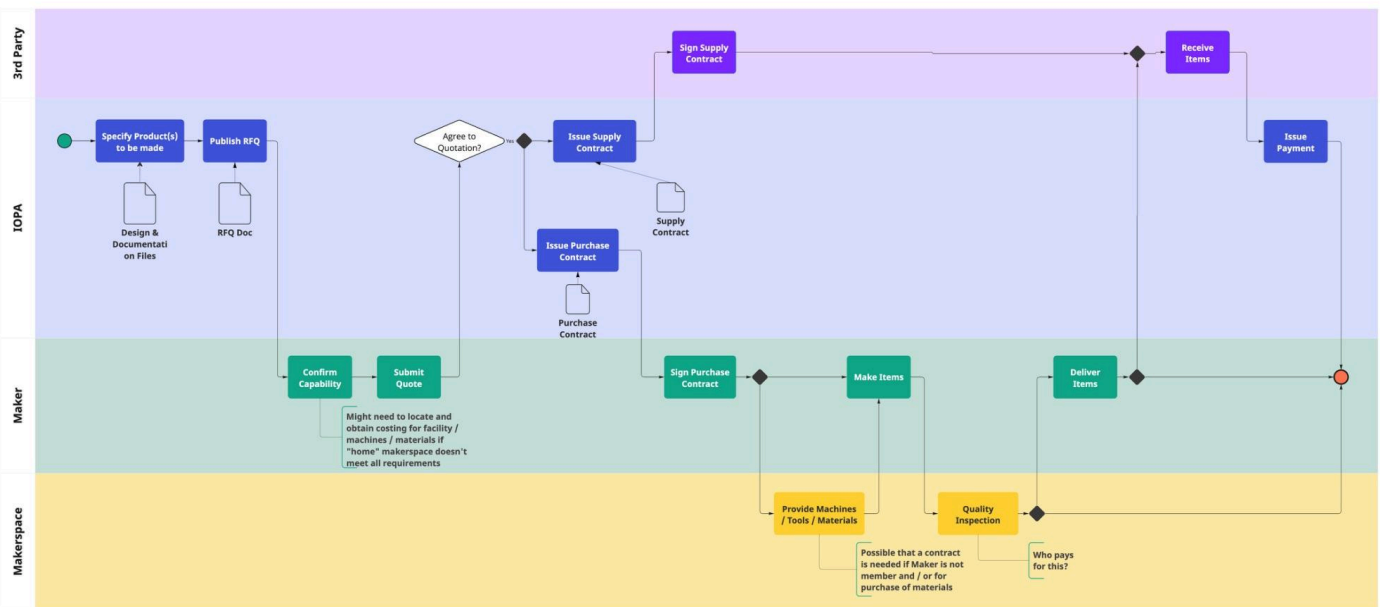 3rd Party
Sign Supply
Contract
Receive
Items
IOPA
Specify Product(s)
to be made
Publish RFQ
Agree to
Quotation?
Yes
Issue Supply
Contract
Issue
Payment
Design &
Documentati
on Files
RFQ Doc
Supply
Contract
Issue Purchase
Contract
Purchase
Contract
Maker
Confirm
Capability
Submit
Quote
Sign Purchase
Contract
Make Items
Deliver
Items
Might need to locate and
obtain costing for facility /
machines / materials if
"home" makerspace doesn't
meet all requirements
Makerspace
Provide Machines
/ Tools / Materials
Quality
Inspection
Possible that a contract
is needed if Maker is not
member and / or for
purchase of materials
Who pays
for this?